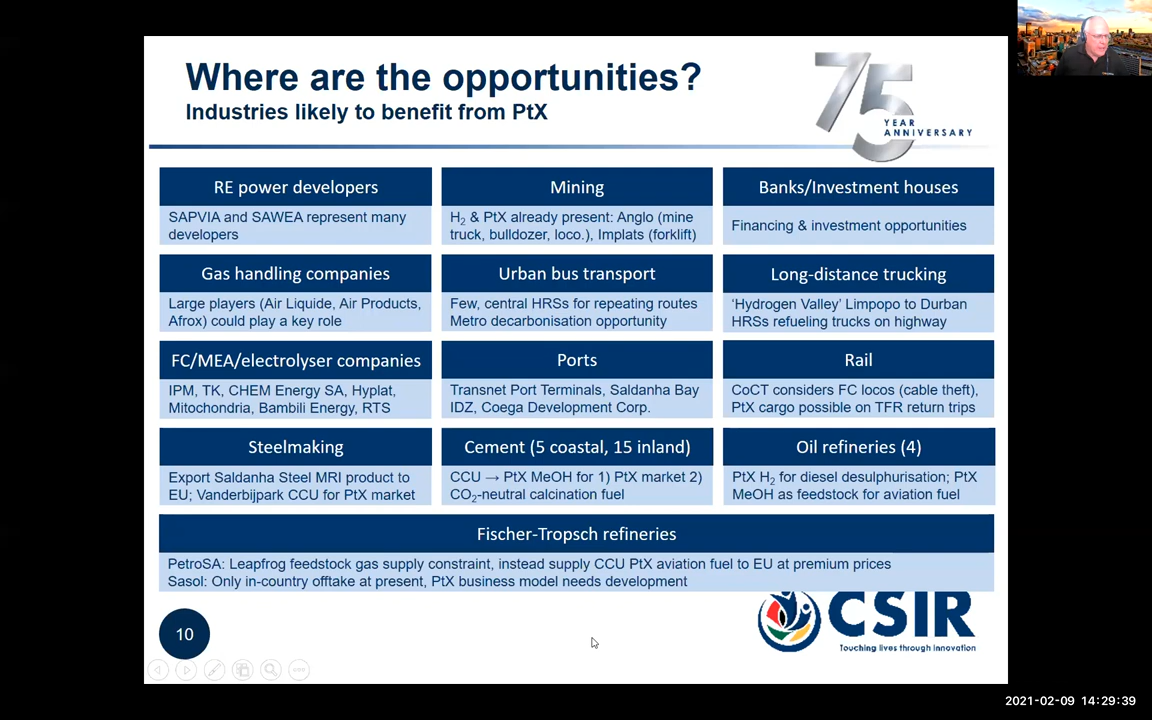 Where are the opportunities?
Industries likely to benefit from PtX
75
YEAR
ANNIVERSARY
RE power developers
SAPVIA and SAWEA represent many
developers
Mining
H₂ & PtX already present: Anglo (mine
truck, bulldozer, loco.), Implats (forklift)
Banks/Investment houses
Financing & investment opportunities
Gas handling companies
Large players (Air Liquide, Air Products,
Afrox) could play a key role
Urban bus transport
Few, central HRSs for repeating routes
Metro decarbonisation opportunity
Long-distance trucking
‘Hydrogen Valley’ Limpopo to Durban
HRSs refueling trucks on highway
FC/MEA/electrolyser companies
IPM, TK, CHEM Energy SA, Hyplat,
Mitochondria, Bambili Energy, RTS
Ports
Transnet Port Terminals, Saldanha Bay
IDZ, Coega Development Corp.
Rail
CoCT considers FC locos (cable theft),
PtX cargo possible on TFR return trips
Steelmaking
Export Saldanha Steel MRI product to
EU; Vanderbijpark CCU for PtX market
Cement (5 coastal, 15 inland)
CCU → PtX MeOH for 1) PtX market 2)
CO₂-neutral calcination fuel
Oil refineries (4)
PtX H₂ for diesel desulphurisation; PtX
MeOH as feedstock for aviation fuel
Fischer-Tropsch refineries
PetroSA: Leapfrog feedstock gas supply constraint, instead supply CCU PtX aviation fuel to EU at premium prices
Sasol: Only in-country offtake at present, PtX business model needs development
10
CSIR
Touching lives through innovation
2021-02-09 14:29:39